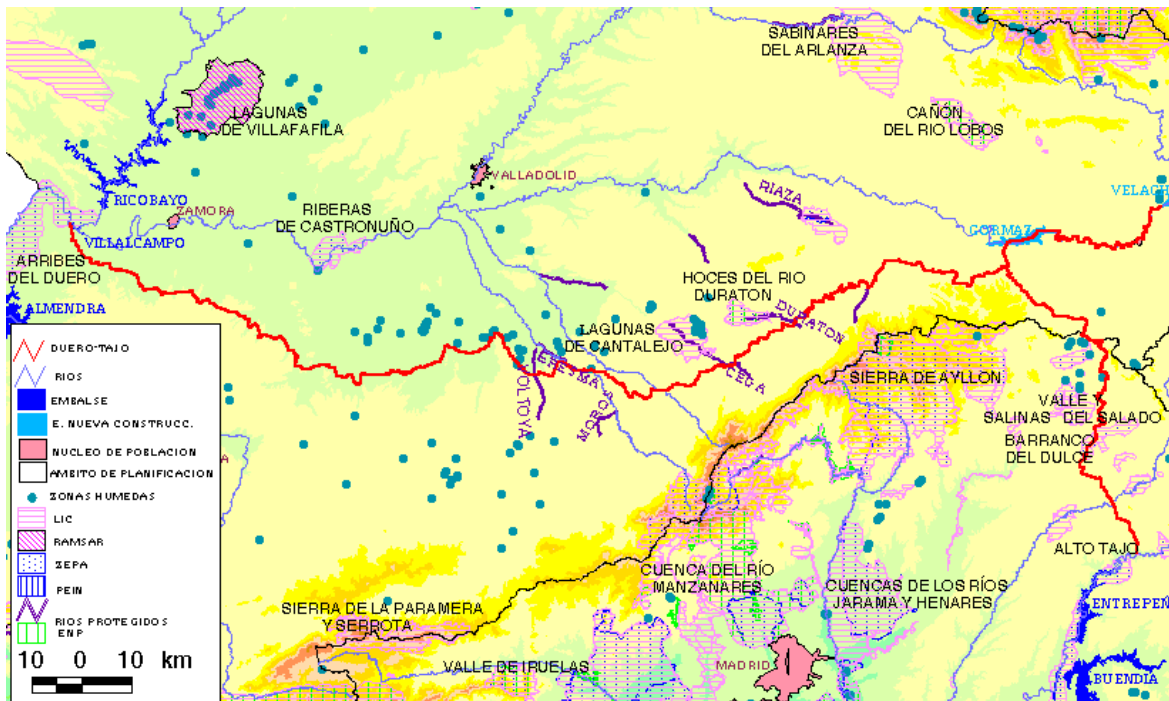 SABINARES
DEL ARLANZA
LAGUNAS
DE VILLAFAFILA
CAÑÓN
DEL RIO LOBOS
VALLADOLID
RIAZA
VELACH
RICOBAYO
ZAMORA
RIBERAS
DE CASTRONUÑO
GORMAZ
VILLALCAMPO
ARRIBES
DEL DUERO
HOCES DEL RIO
DURATON
ALMENDRA
DURATON
LAGUNAS
DE CANTALEJO
ERESMA
CEGA
VOLTOYA
MOROS
SIERRA DE AYLLON
VALLE Y
SALINAS DEL SALADO
BARRANCO
DEL DULCE
ALTO TAJO
CUENCA DEL RÍO
MANZANARES
CUENCAS DE LOS RÍOS
JARAMA Y HENARES
ENTREPEÑ
SIERRA DE LA PARAMERA
Y SERROTA
VALLE DE IRUELAS
MADRID
BUENDIA
DUERO-TAJO
RIOS
EMBALSE
E. NUEVA CONSTRUCC.
NUCLEO DE POBLACION
AMBITO DE PLANIFICACION
ZONAS HUMEDAS
LIC
RAMSAR
ZEPA
PEIN
RIOS PROTEGIDOS
ENP
10 0 10 km